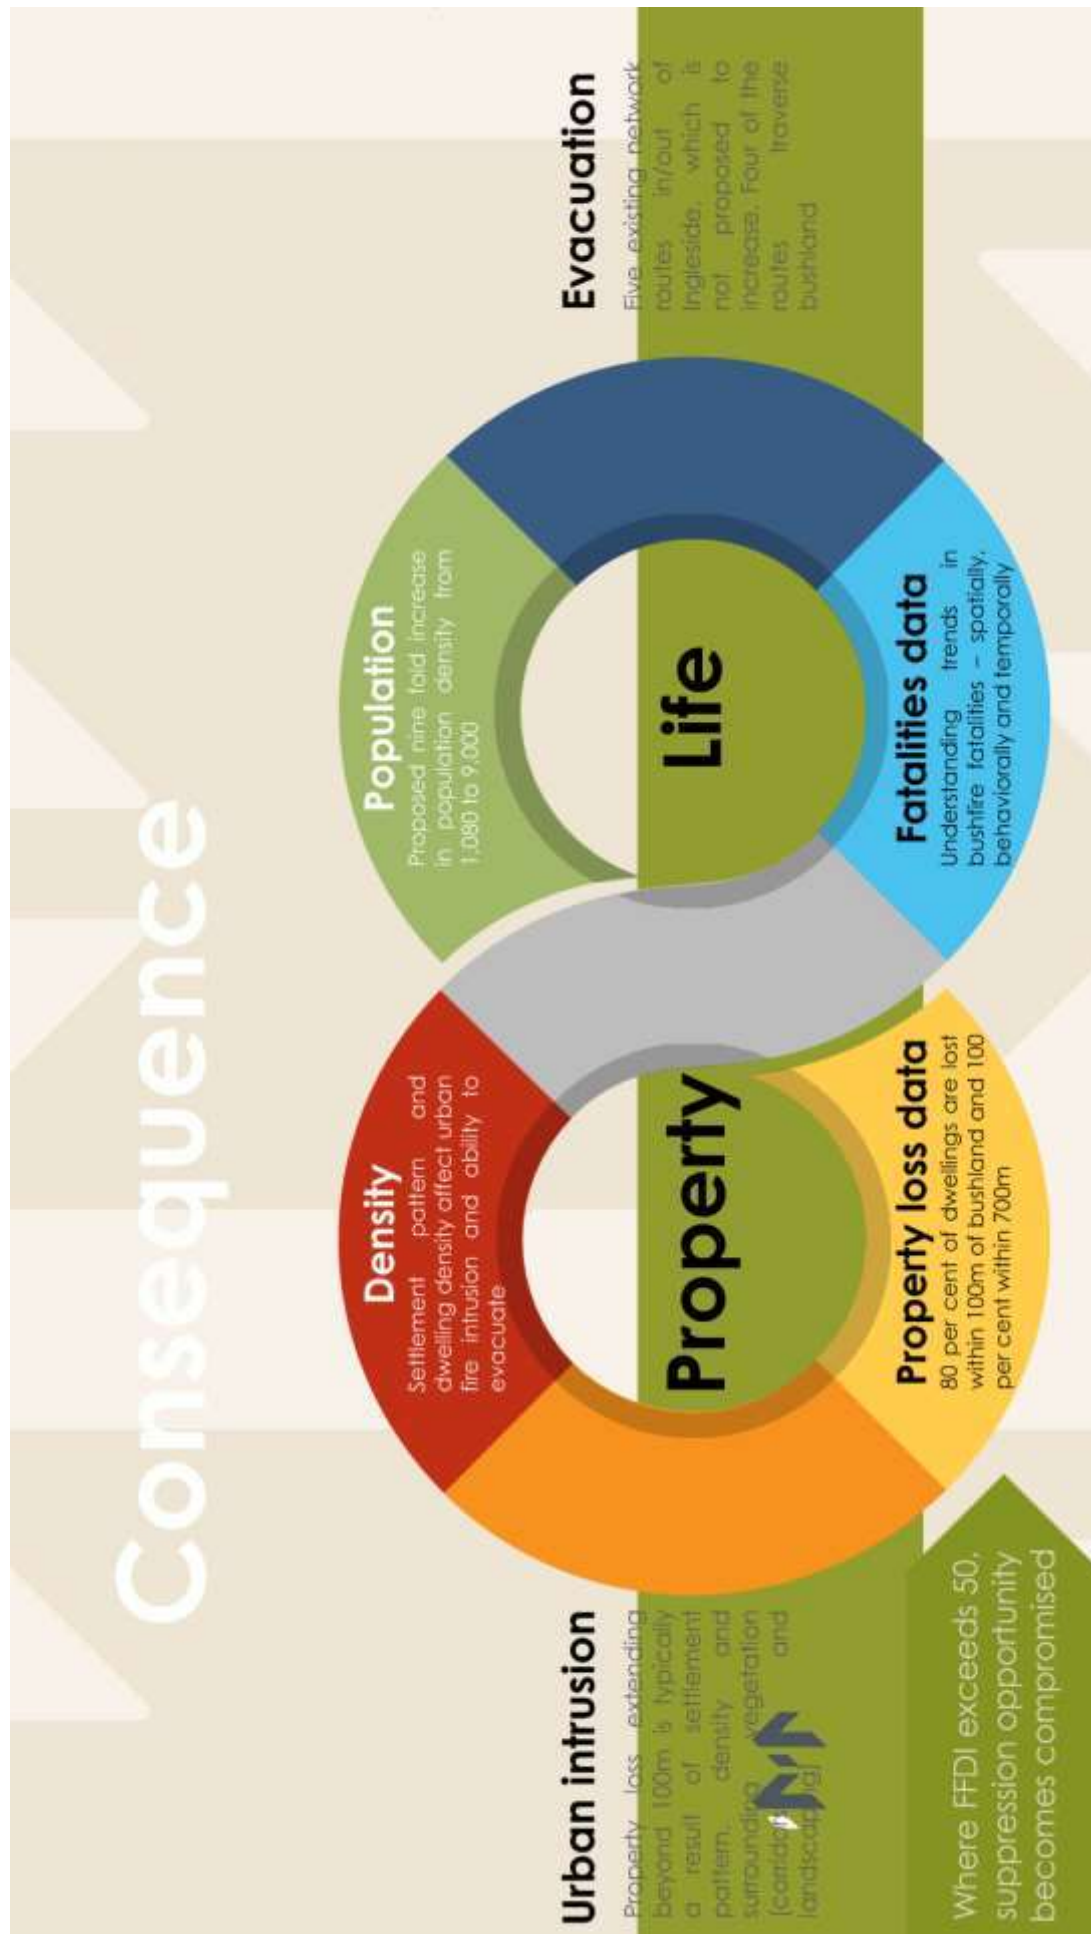 Consequence
Density
Settlement pattern and
dwelling density affect urban
fire intrusion and ability to
evacuate
Population
Proposed nine fold increase
in population density from
1,080 to 9,000
Urban intrusion
Property loss extending
beyond 100m is typically
a result of settlement
pattern, density and
surrounding vegetation
and
Property
Life
Evacuation
Five existing network
routes in/out of
Ingleside, which is
not proposed to
increase. Four of the
routes traverse
bushland
Property loss data
80 per cent of dwellings are lost
within 100m of bushland and 100
per cent within 700m
Fatalities data
Understanding trends in
bushfire fatalities – spatially,
behaviorally and temporally
Where FFDI exceeds 50,
suppression opportunity
becomes compromised